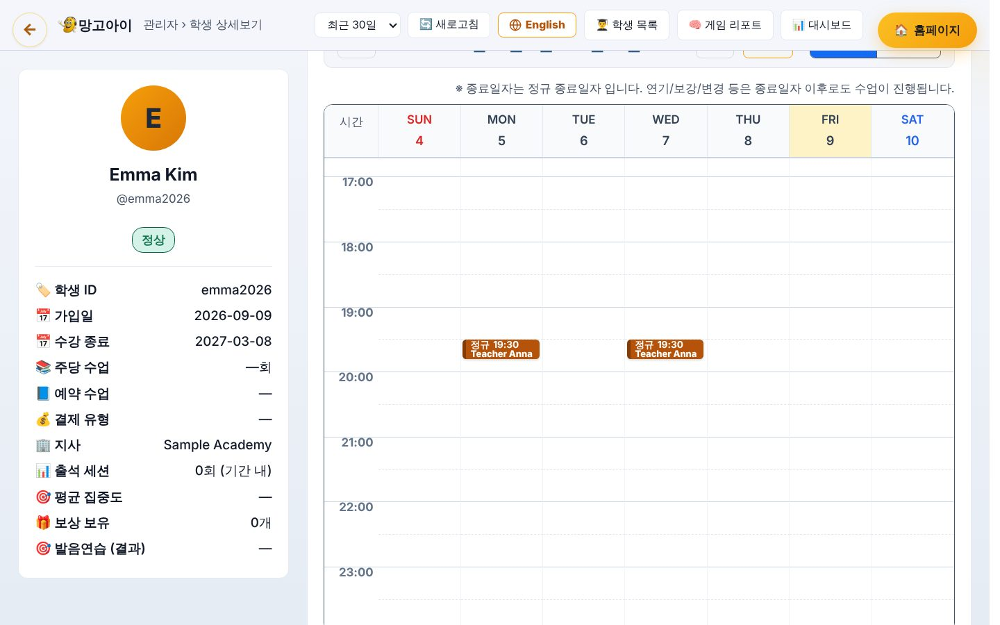 망고아이
관리자 › 학생 상세보기
최근 30일
새로고침
English
학생 목록
게임 리포트
대시보드
홈페이지
E
Emma Kim
@emma2026
정상
학생 ID emma2026
가입일 2026-09-09
수강 종료 2027-03-08
주당 수업 —회
예약 수업 —
결제 유형 —
지사 Sample Academy
출석 세션 0회 (기간 내)
평균 집중도 —
보상 보유 0개
발음연습 (결과) —
※ 종료일자는 정규 종료일자 입니다. 연기/보강/변경 등은 종료일자 이후로도 수업이 진행됩니다.
시간 SUN MON TUE WED THU FRI SAT
4 5 6 7 8 9 10
17:00
18:00
19:00
정규 19:30 정규 19:30
Teacher Anna Teacher Anna
20:00
21:00
22:00
23:00